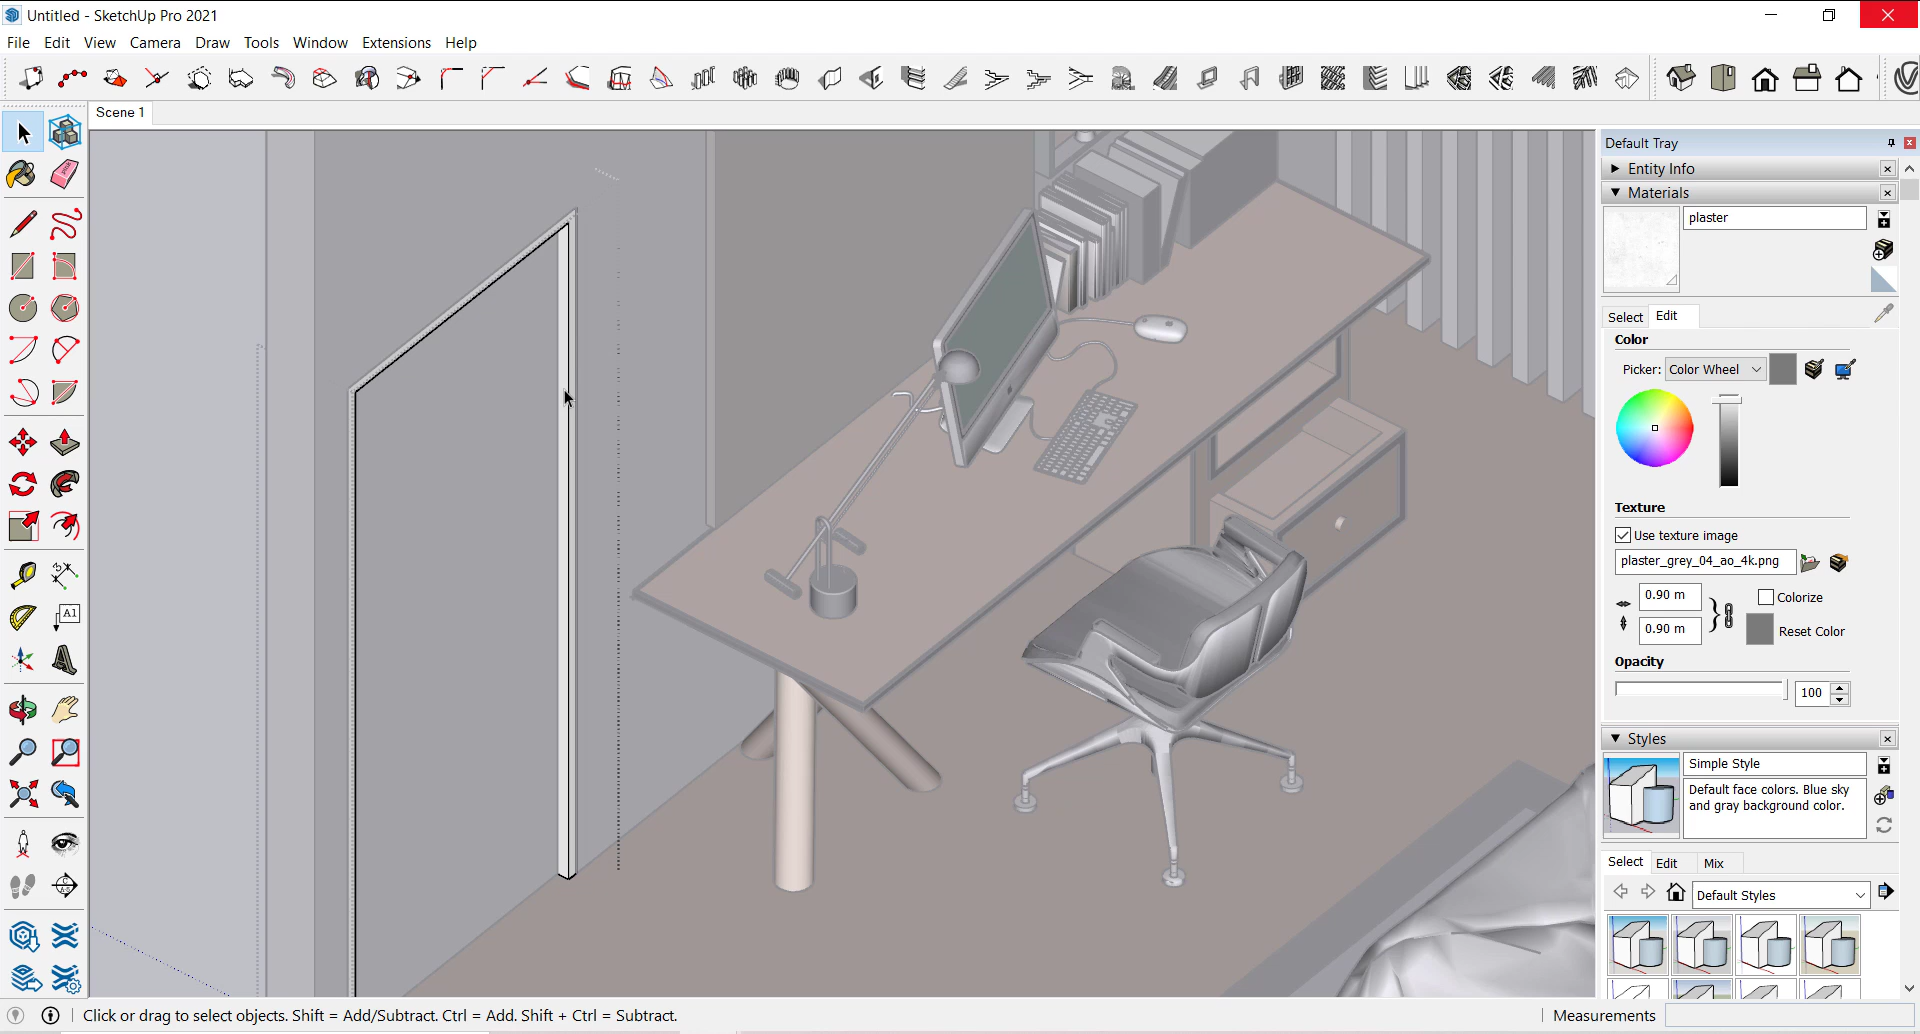 Untitled - SketchUp Pro 2021
File Edit View Camera Draw Tools Window Extensions Help
Scene 1
Default Tray
Entity Info
Materials
plaster
Select Edit
Color
Picker: Color Wheel
Texture
Use texture image
plaster_grey_04_ao_4k.png
0.90 m
Colorize
0.90 m
Reset Color
Opacity
100
Styles
Simple Style
Default face colors. Blue sky
and gray background color.
Select Edit Mix
Default Styles
A1
Click or drag to select objects. Shift = Add/Subtract. Ctrl = Add. Shift + Ctrl = Subtract.
Measurements